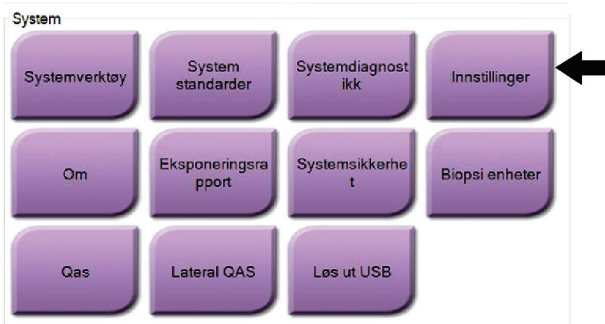 System
Systemverktøy
System
standarder
Systemdiagnost
ikk
Innstillinger
Om
Eksponeringsra
pport
Systemsikkerhe
t
Biopsi enheter
Qas
Lateral QAS
Løs ut USB